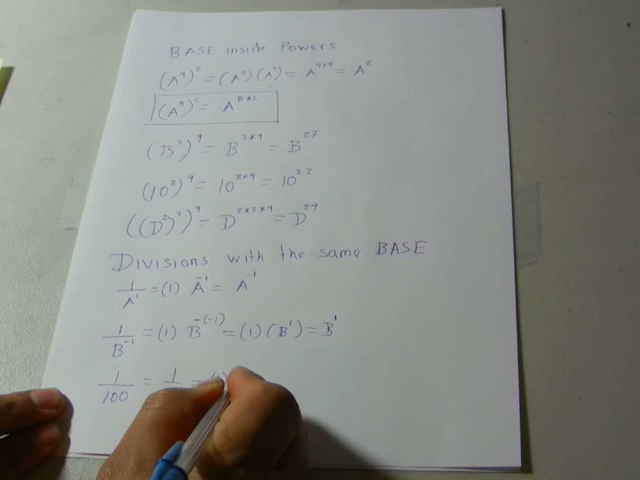 BASE inside Powers
(A⁴)² = (A⁴)(A⁴) = A⁴⁺⁴ = A⁸
(Aᴮ)ᶜ = Aᴮˣᶜ
(B³)⁹ = B³ˣ⁹ = B²⁷
(10⁸)⁴ = 10⁸ˣ⁴ = 10³²
((D²)³)⁴ = D²ˣ³ˣ⁴ = D²⁴
Divisions with the same BASE
1/A¹ = (1) A⁻¹ = A⁻¹
1/B⁻¹ = (1) B⁻⁽⁻¹⁾ = (1) (B¹) = B¹
1/100 = 1